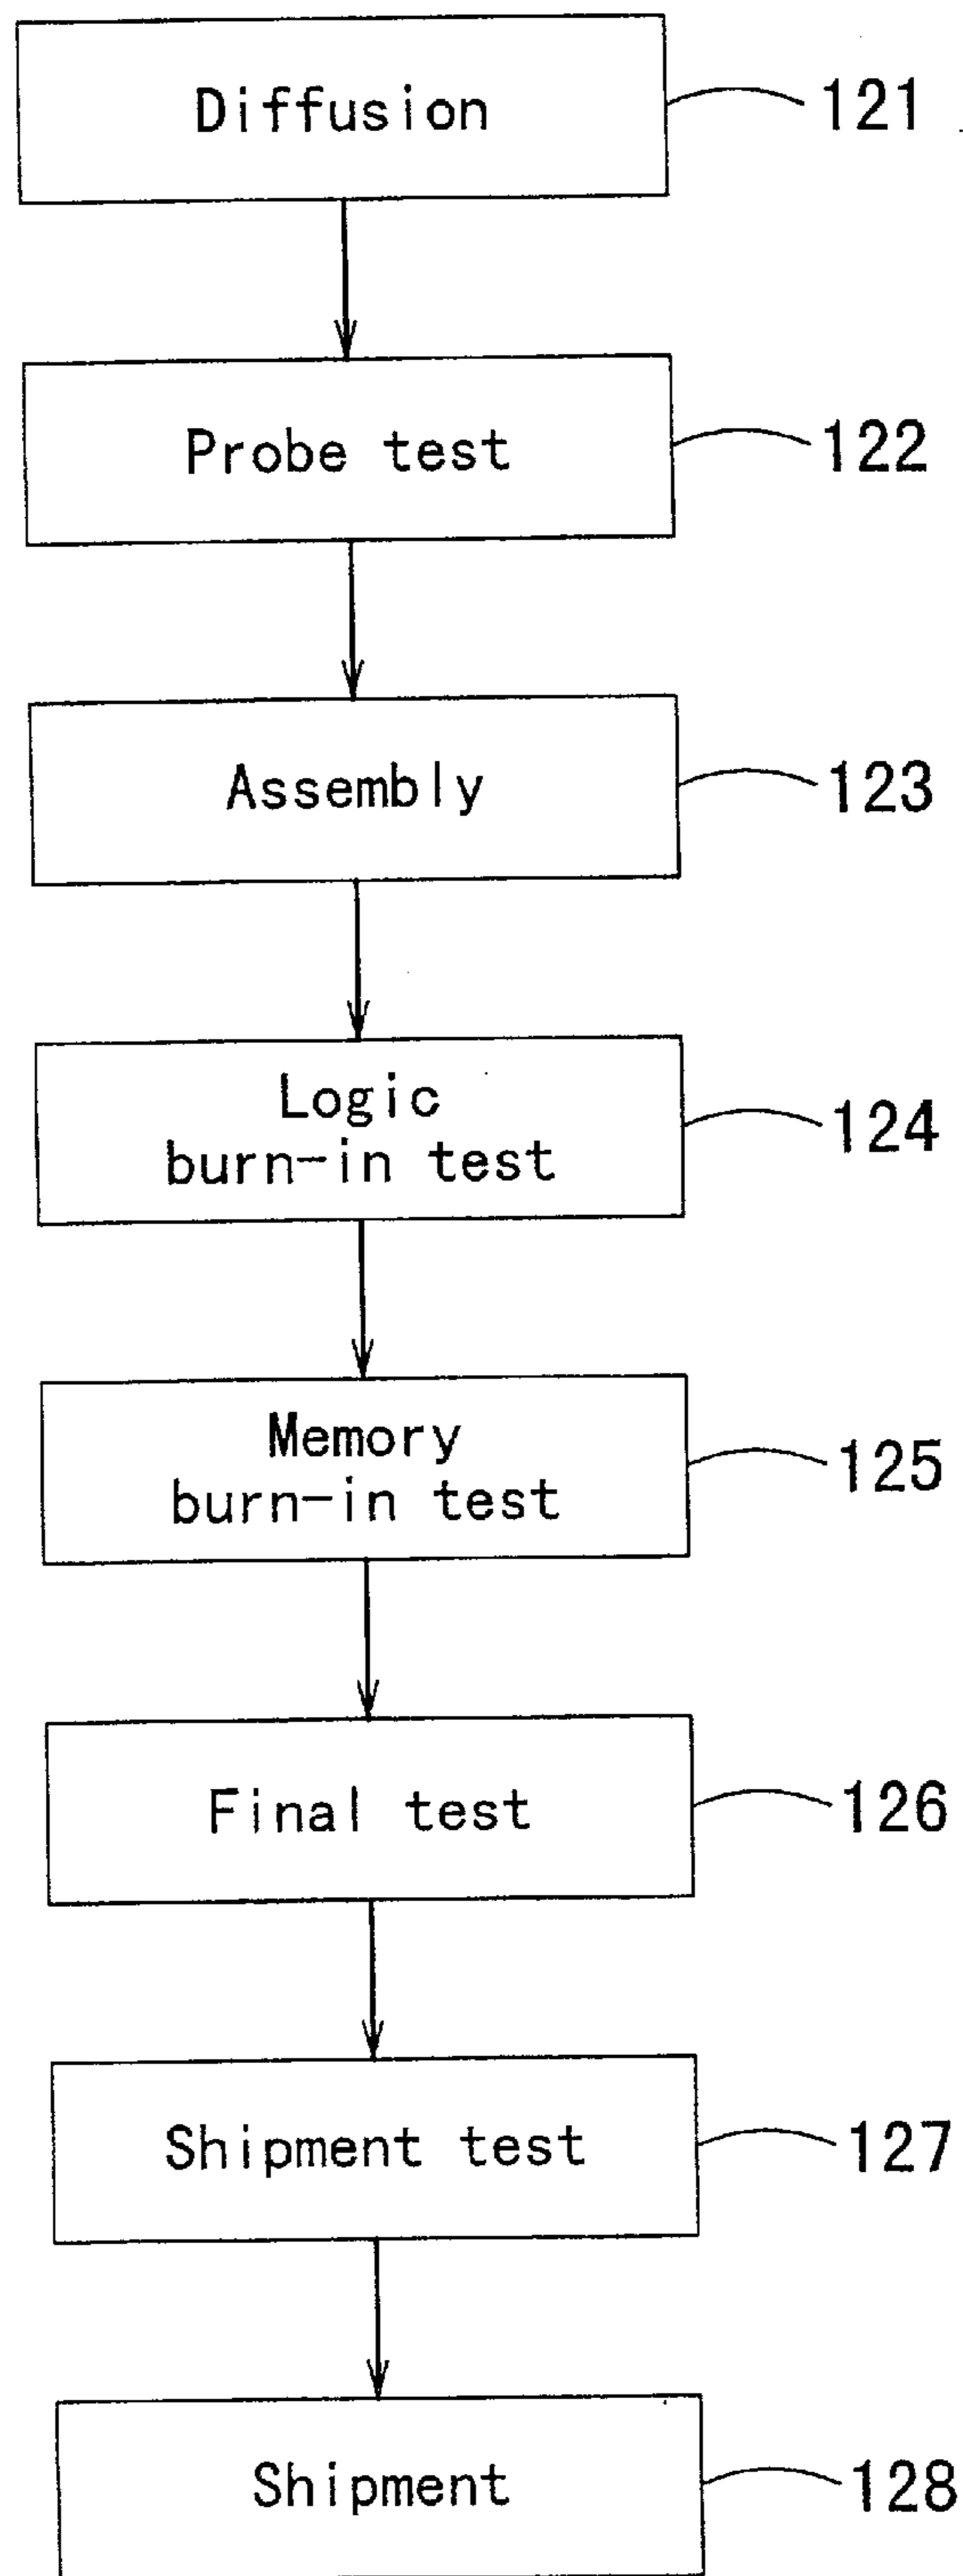 Diffusion
121
Probe test
122
Assembly
123
Logic
burn-in test
124
Memory
burn-in test
125
Final test
126
Shipment test
127
Shipment
128